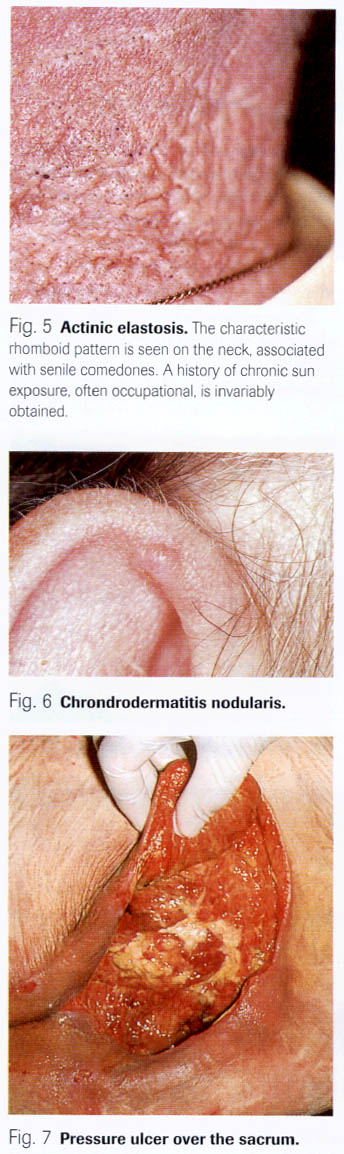 Fig. 5 Actinic elastosis. The characteristic
rhomboid pattern is seen on the neck, associated
with senile comedones. A history of chronic sun
exposure, often occupational, is invariably
obtained.
Fig. 6 Chrondrodermatitis nodularis.
Fig. 7 Pressure ulcer over the sacrum.